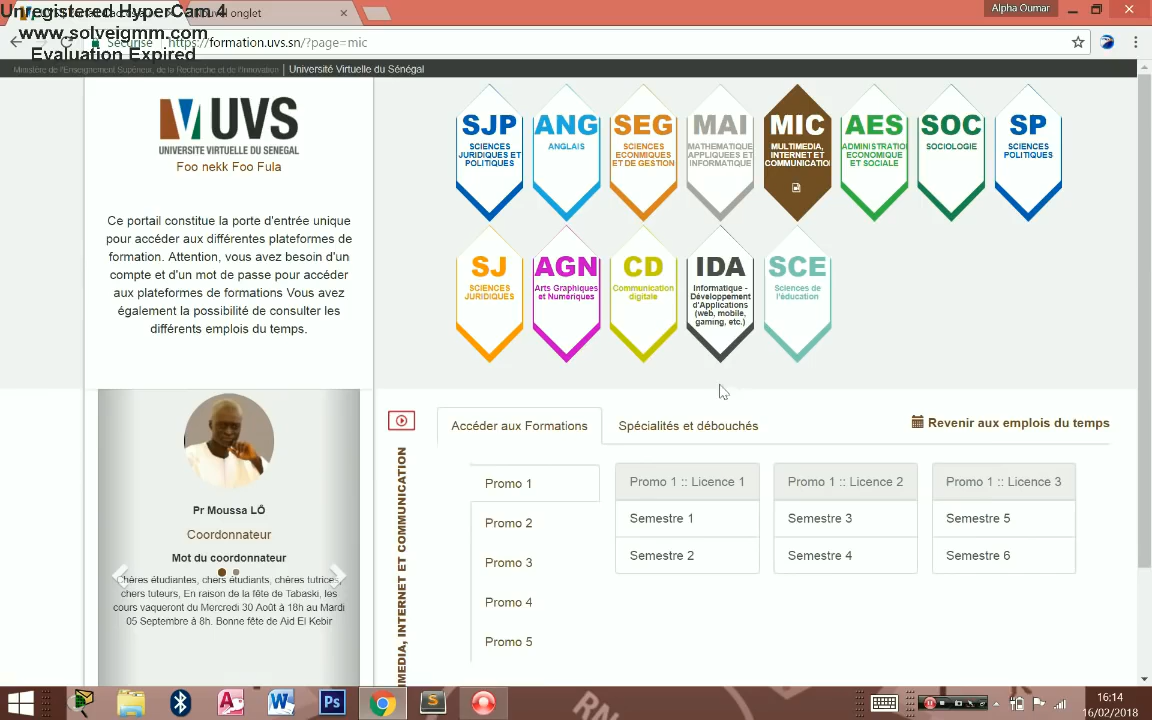 Unregistered HyperCam 4
www.solveigmm.com
Evaluation Expired
Nouvel onglet
Alpha Oumar
Sécurisé
https://formation.uvs.sn/?page=mic
Ministère de l'Enseignement Supérieur, de la Recherche et de l'Innovation | Université Virtuelle du Sénégal
UVS
UNIVERSITÉ VIRTUELLE DU SÉNÉGAL
Foo nekk Foo Fula
Ce portail constitue la porte d'entrée unique
pour accéder aux différentes plateformes de
formation. Attention, vous avez besoin d'un
compte et d'un mot de passe pour accéder
aux plateformes de formations Vous avez
également la possibilité de consulter les
différents emplois du temps.
SJP
SCIENCES
JURIDIQUES ET
POLITIQUES
ANG
ANGLAIS
SEG
SCIENCES
ECONMIQUES
ET DE GESTION
MAI
MATHEMATIQUE
APPLIQUEES ET
INFORMATIQUE
MIC
MULTIMEDIA,
INTERNET ET
COMMUNICATIO
AES
ADMINISTRATIO
ECONOMIQUE
ET SOCIALE
SOC
SOCIOLOGIE
SP
SCIENCES
POLITIQUES
SJ
SCIENCES
JURIDIQUES
AGN
Arts Graphiques
et Numériques
CD
Communication
digitale
IDA
Informatique -
Développement
d'Applications
(web, mobile,
gaming, etc.)
SCE
Sciences de
l'éducation
Pr Moussa LÔ
Coordonnateur
Mot du coordonnateur
Chères étudiantes, chers étudiants, chères tutrices,
chers tuteurs, En raison de la fête de Tabaski, les
cours vaqueront du Mercredi 30 Août à 18h au Mardi
05 Septembre à 8h. Bonne fête de Aid El Kebir
MEDIA, INTERNET ET COMMUNICATION
Accéder aux Formations
Spécialités et débouchés
Revenir aux emplois du temps
Promo 1
Promo 2
Promo 3
Promo 4
Promo 5
Promo 1 :: Licence 1
Semestre 1
Semestre 2
Promo 1 :: Licence 2
Semestre 3
Semestre 4
Promo 1 :: Licence 3
Semestre 5
Semestre 6
Ps
RN
16:14
16/02/2018